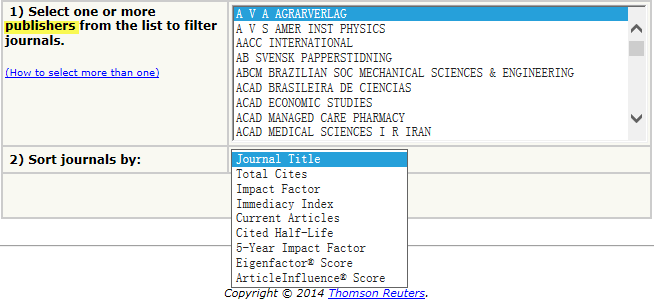 1) Select one or more
publishers from the list to filter
journals.
(How to select more than one)
A V A AGRARVERLAG
A V S AMER INST PHYSICS
AACC INTERNATIONAL
AB SVENSK PAPPERSTIDNING
ABCM BRAZILIAN SOC MECHANICAL SCIENCES & ENGINEERING
ACAD BRASILEIRA DE CIENCIAS
ACAD ECONOMIC STUDIES
ACAD MANAGED CARE PHARMACY
ACAD MEDICAL SCIENCES I R IRAN
2) Sort journals by:
Journal Title
Total Cites
Impact Factor
Immediacy Index
Current Articles
Cited Half-Life
5-Year Impact Factor
Eigenfactor® Score
ArticleInfluence® Score
Copyright © 2014 Thomson Reuters.